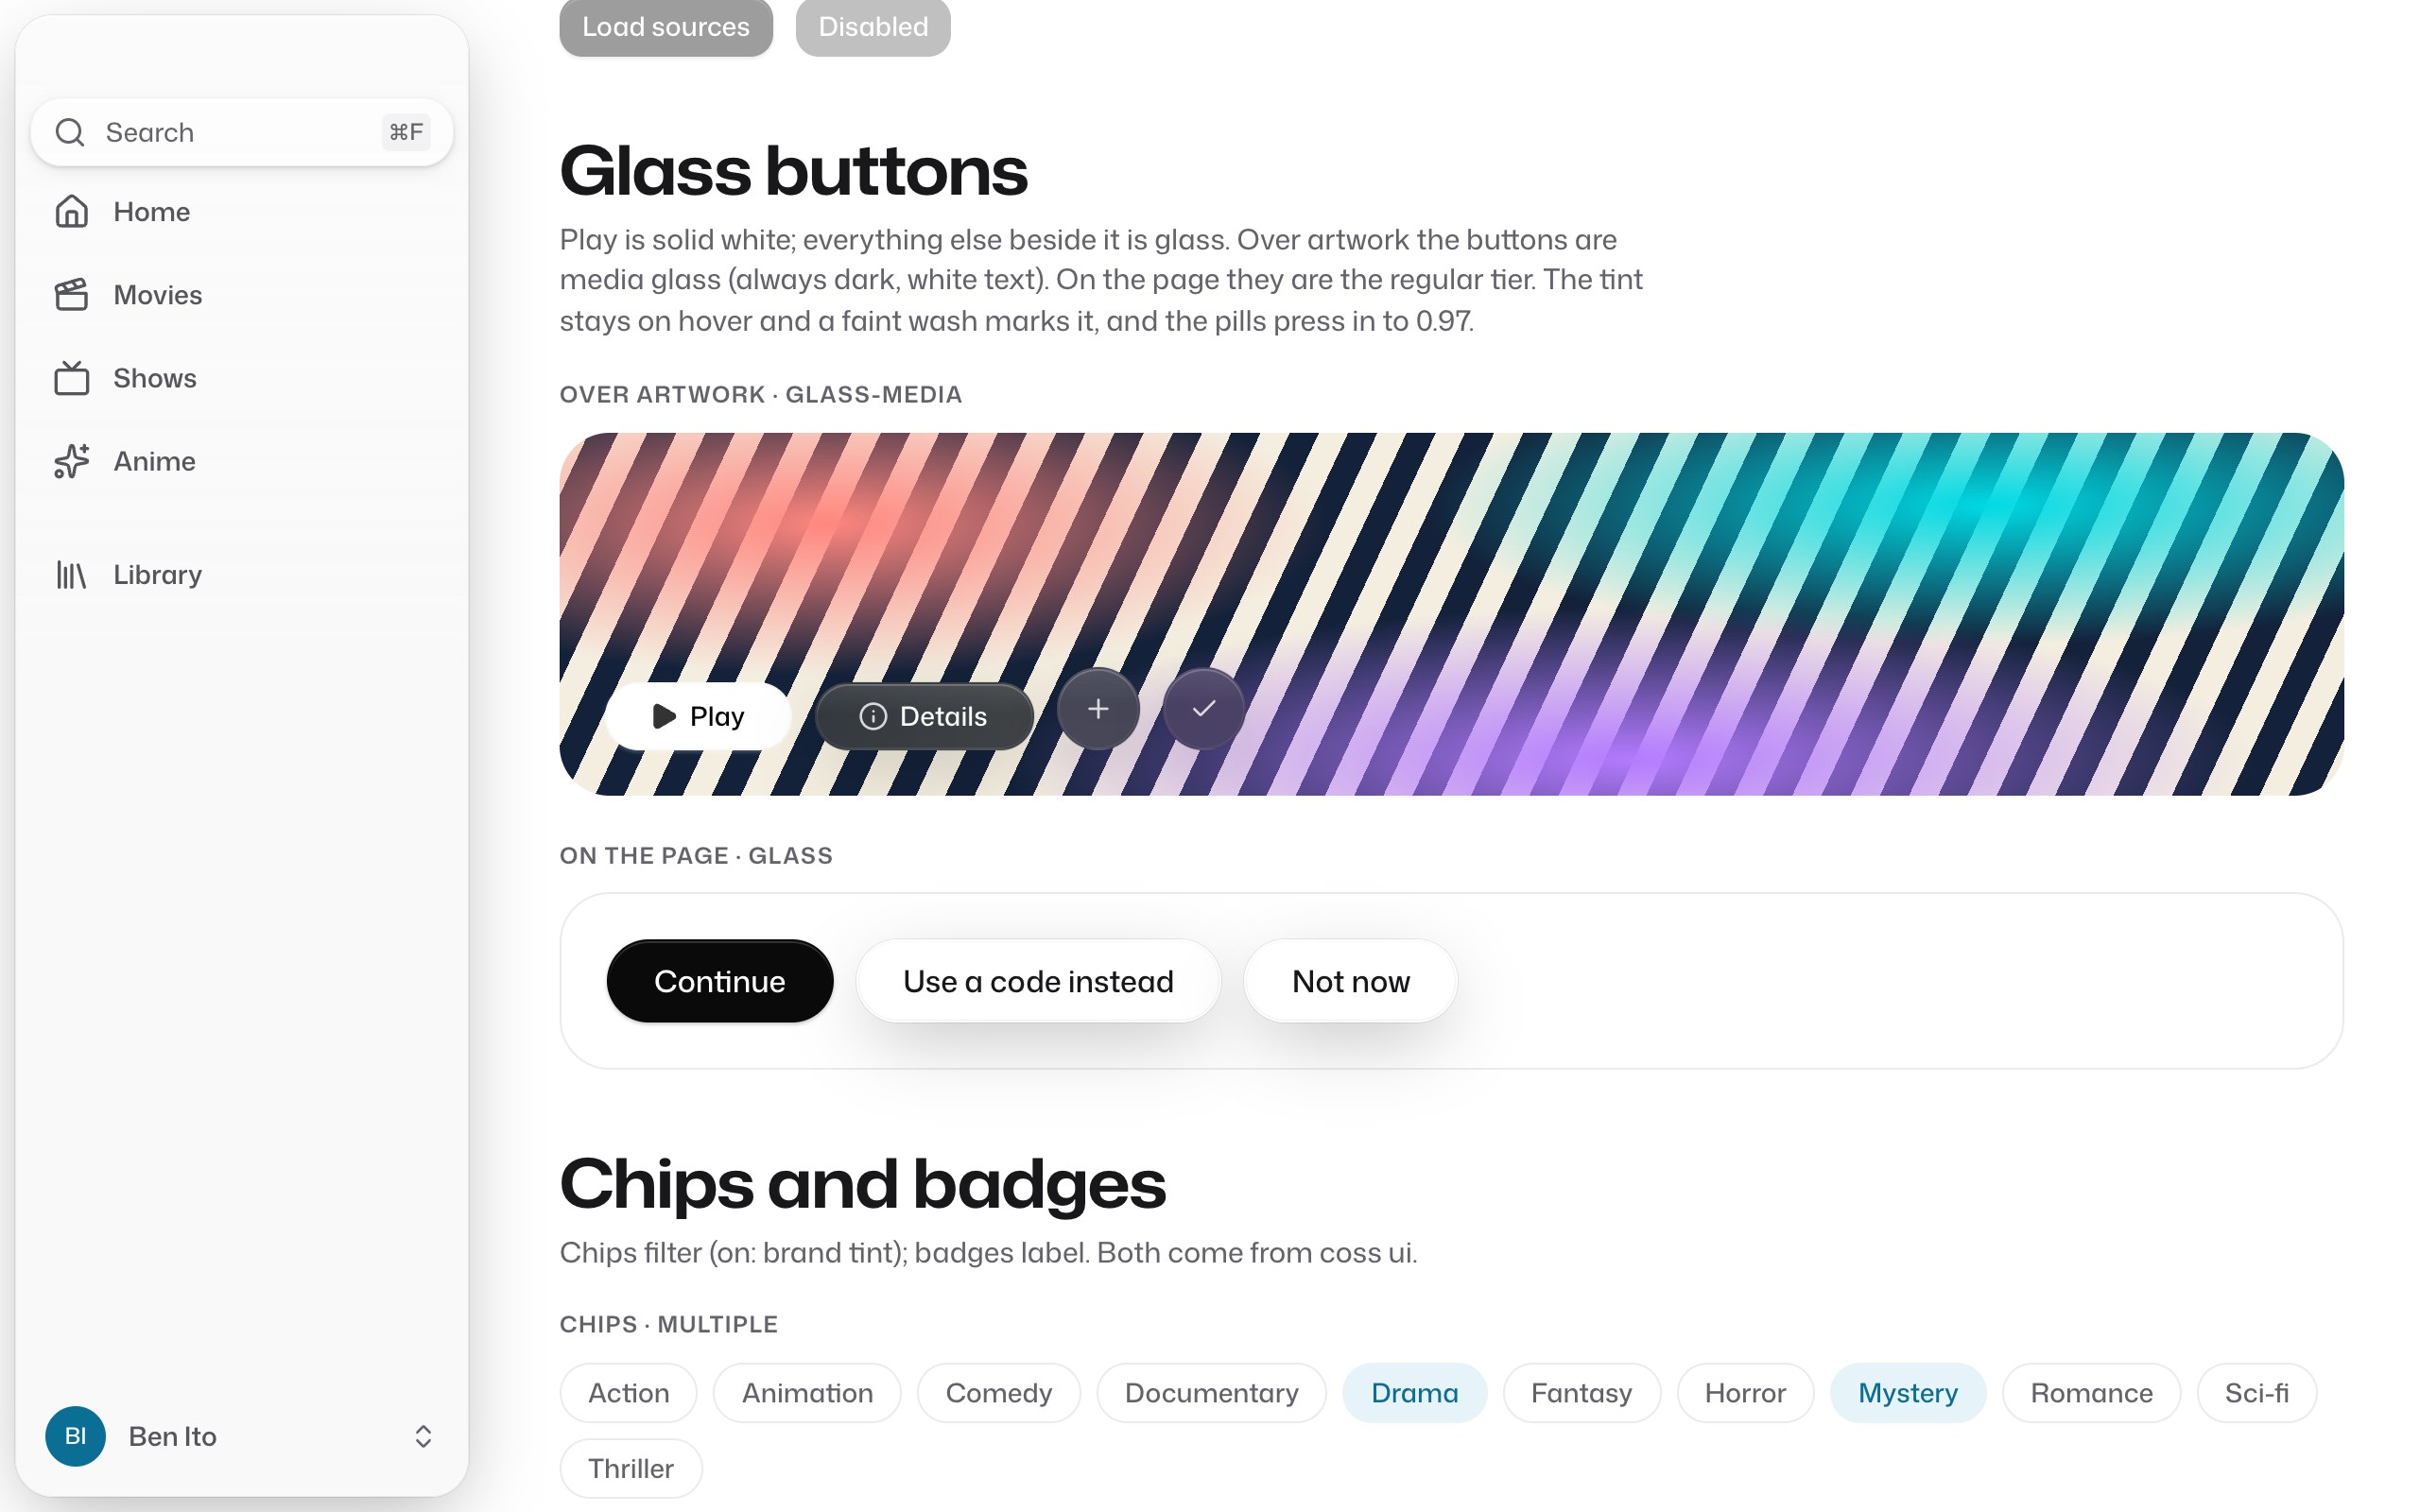 Search ⌘F
Home
Movies
Shows
Anime
Library
BI Ben Ito
Load sources Disabled
Glass buttons
Play is solid white; everything else beside it is glass. Over artwork the buttons are
media glass (always dark, white text). On the page they are the regular tier. The tint
stays on hover and a faint wash marks it, and the pills press in to 0.97.
OVER ARTWORK · GLASS-MEDIA
Play Details
ON THE PAGE · GLASS
Continue Use a code instead Not now
Chips and badges
Chips filter (on: brand tint); badges label. Both come from coss ui.
CHIPS · MULTIPLE
Action Animation Comedy Documentary Drama Fantasy Horror Mystery Romance Sci-fi
Thriller